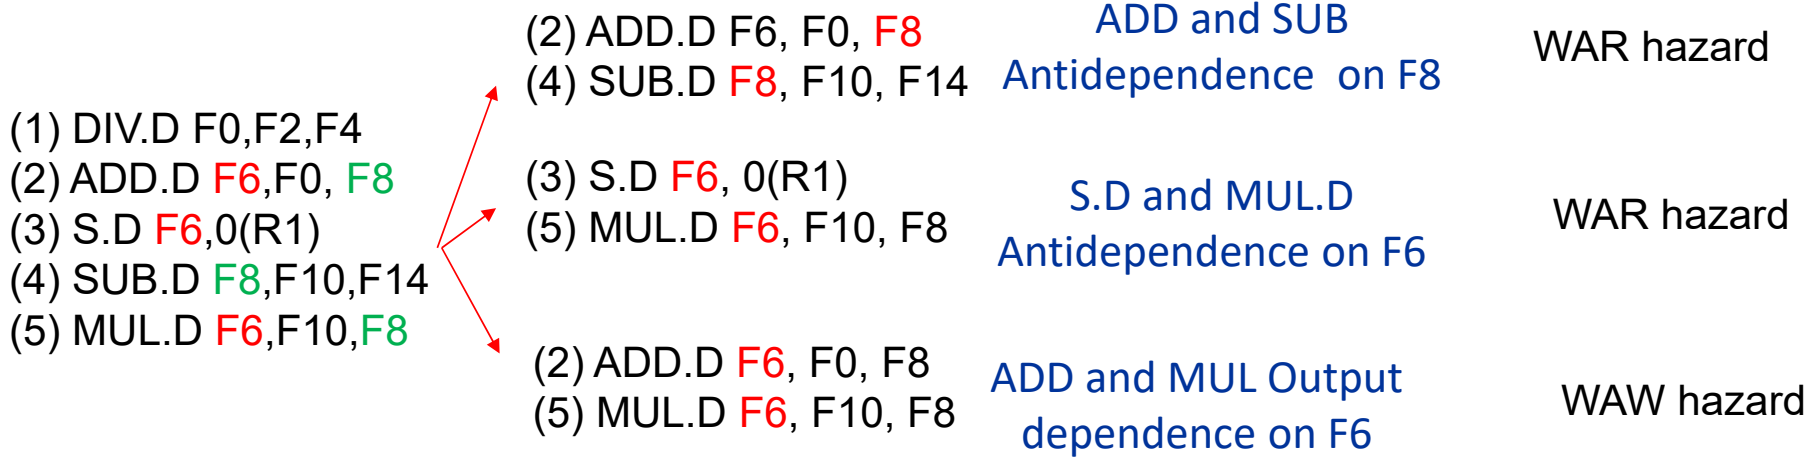 (1) DIV.D F0,F2,F4
(2) ADD.D F6,F0, F8
(3) S.D F6,0(R1)
(4) SUB.D F8,F10,F14
(5) MUL.D F6,F10,F8
(2) ADD.D F6, F0, F8
(4) SUB.D F8, F10, F14
ADD and SUB
Antidependence on F8
WAR hazard
(3) S.D F6, 0(R1)
(5) MUL.D F6, F10, F8
S.D and MUL.D
Antidependence on F6
WAR hazard
(2) ADD.D F6, F0, F8
(5) MUL.D F6, F10, F8
ADD and MUL Output
dependence on F6
WAW hazard